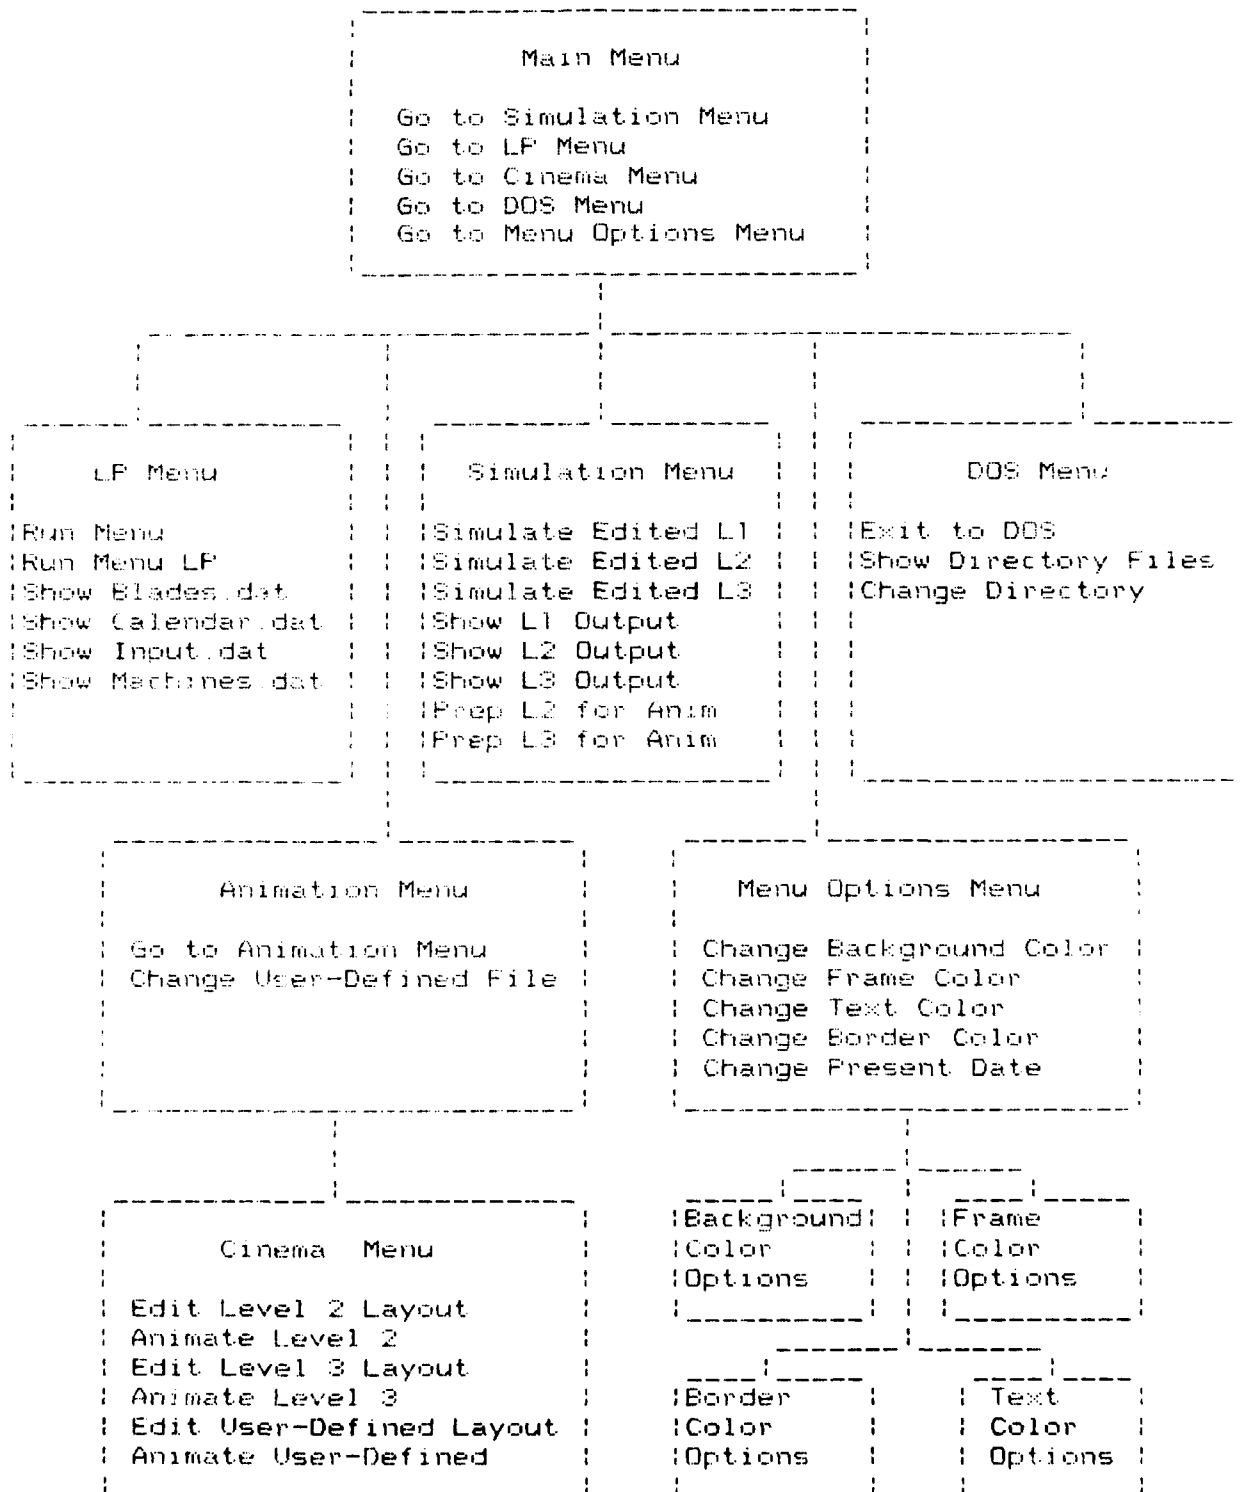 Main Menu
Go to Simulation Menu
Go to LP Menu
Go to Cinema Menu
Go to DOS Menu
Go to Menu Options Menu
LP Menu
Run Menu
Run Menu LP
Show Blades.dat
Show Calendar.dat
Show Input.dat
Show Machines.dat
Simulation Menu
Simulate Edited L1
Simulate Edited L2
Simulate Edited L3
Show L1 Output
Show L2 Output
Show L3 Output
Prep L2 for Anim
Prep L3 for Anim
DOS Menu
Exit to DOS
Show Directory Files
Change Directory
Animation Menu
Go to Animation Menu
Change User-Defined File
Menu Options Menu
Change Background Color
Change Frame Color
Change Text Color
Change Border Color
Change Present Date
Cinema Menu
Edit Level 2 Layout
Animate Level 2
Edit Level 3 Layout
Animate Level 3
Edit User-Defined Layout
Animate User-Defined
Background
Color
Options
Frame
Color
Options
Border
Color
Options
Text
Color
Options